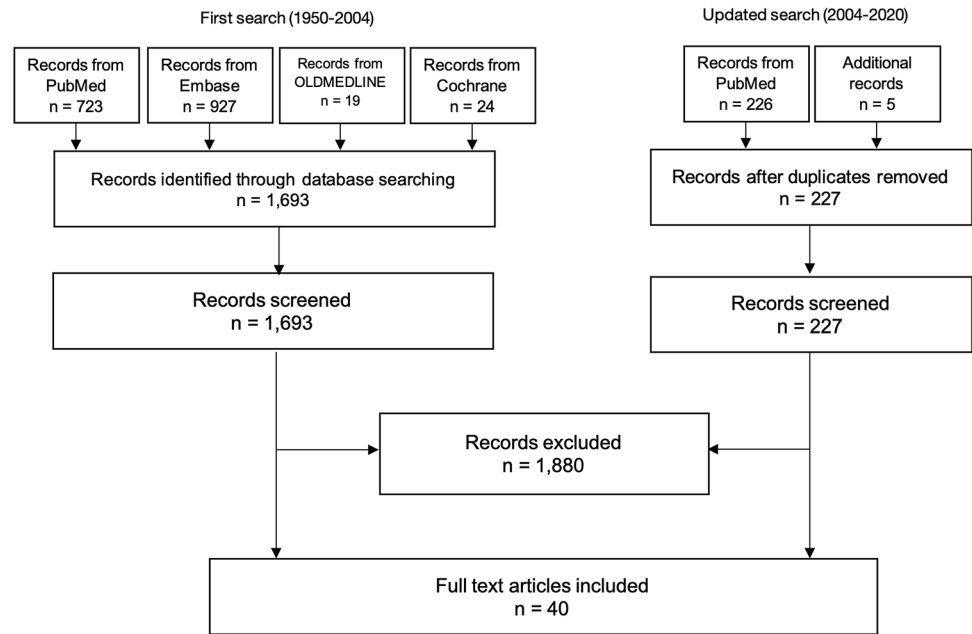 First search (1950-2004)
Updated search (2004-2020)
Records from
PubMed
n = 723
Records from
Embase
n = 927
Records from
OLDMEDLINE
n = 19
Records from
Cochrane
n = 24
Records from
PubMed
n = 226
Additional
records
n = 5
Records identified through database searching
n = 1,693
Records after duplicates removed
n = 227
Records screened
n = 1,693
Records screened
n = 227
Records excluded
n = 1,880
Full text articles included
n = 40